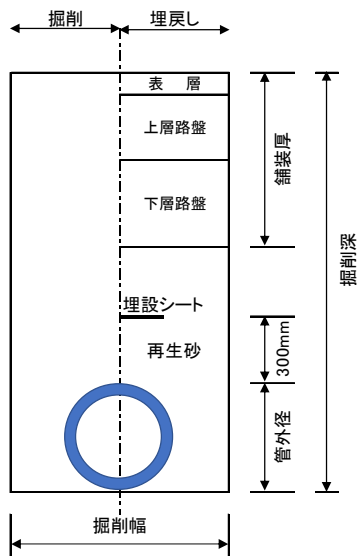 掘削
埋戻し
表 層
上層路盤
下層路盤
舗装厚
掘削深
埋設シート
再生砂
300mm
管外径
掘削幅